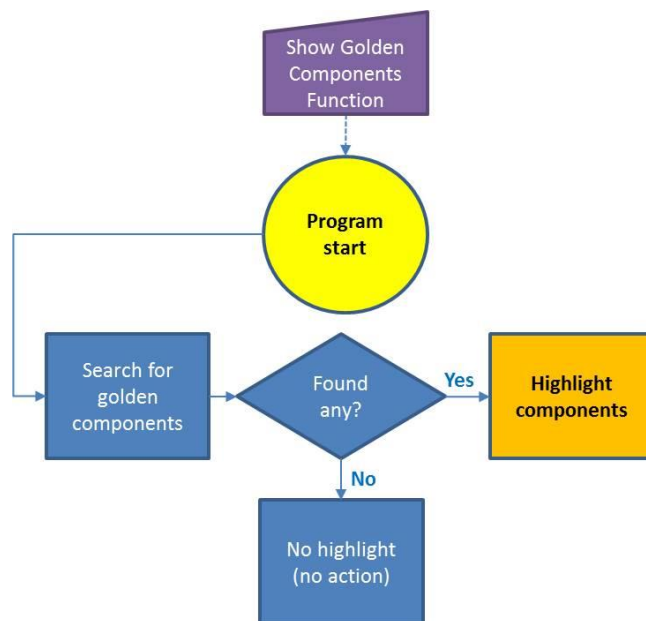 Show Golden
Components
Function
Program
start
Search for
golden
components
Found
any?
Yes
Highlight
components
No
No highlight
(no action)